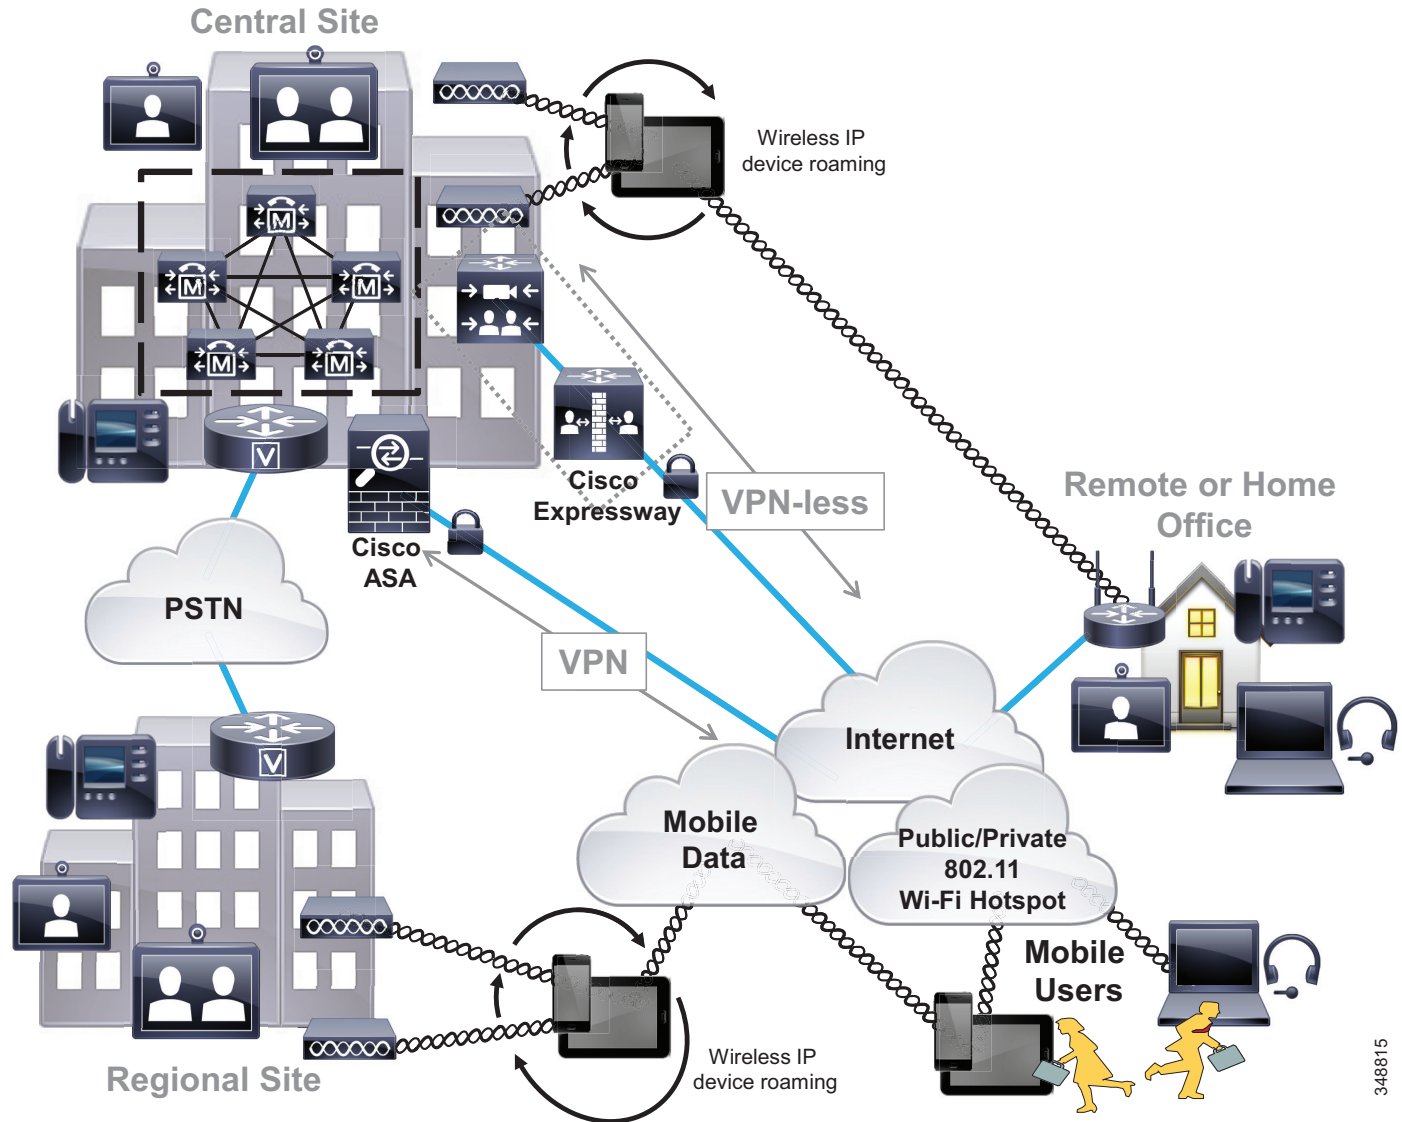 Central Site
Wireless IP
device roaming
M
M
M
M
M
V
Cisco
Expressway
VPN-less
Remote or Home
Office
Cisco
ASA
PSTN
VPN
Internet
V
Mobile
Data
Public/Private
802.11
Wi-Fi Hotspot
Mobile
Users
Wireless IP
device roaming
Regional Site
348815